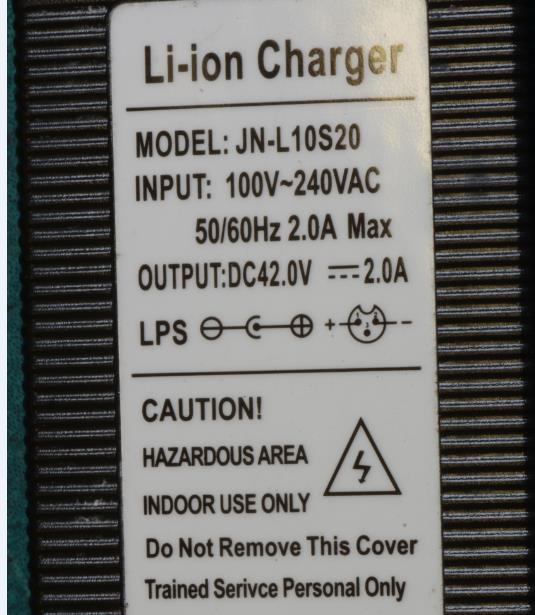 Li-ion Charger
MODEL: JN-L10S20
INPUT: 100V~240VAC
50/60Hz 2.0A Max
OUTPUT:DC42.0V 2.0A
LPS + -
CAUTION!
HAZARDOUS AREA
INDOOR USE ONLY
Do Not Remove This Cover
Trained Serivce Personal Only